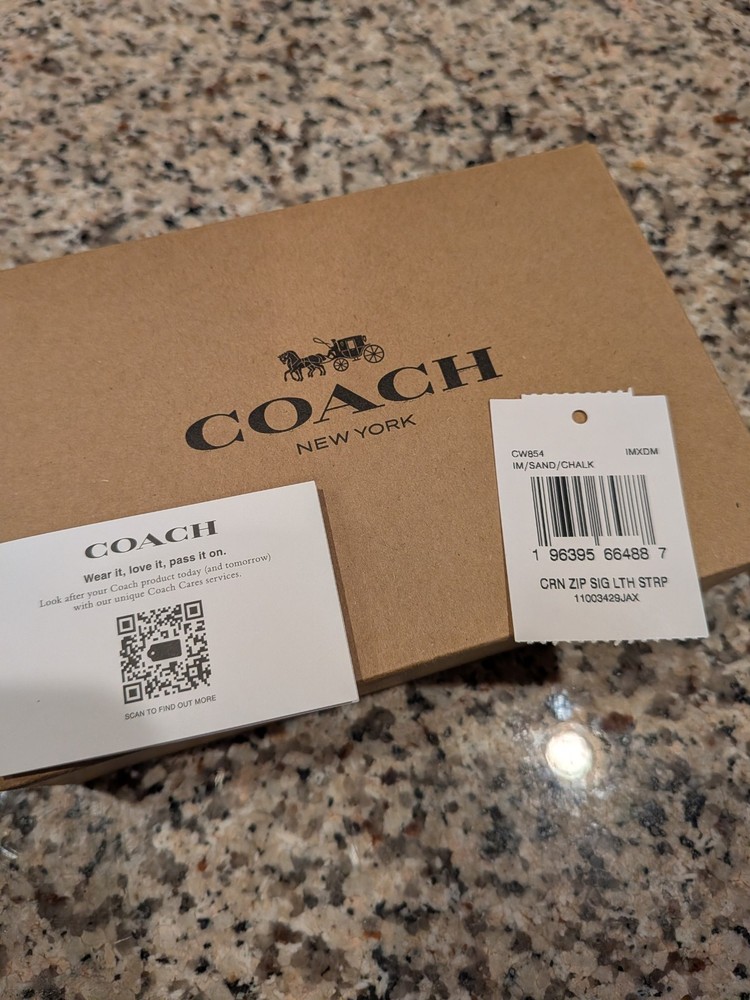 COACH
NEW YORK
COACH
Wear it, love it, pass it on.
Look after your Coach product today (and tomorrow)
with our unique Coach Cares services.
SCAN TO FIND OUT MORE
CW854 IMXDM
IM/SAND/CHALK
1 96395 66488 7
CRN ZIP SIG LTH STRP
11003429JAX